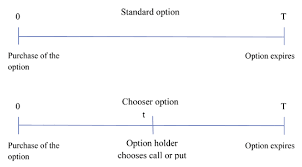 Standard option
0 T
Purchase of the Option expires
option
Chooser option
0 t T
Purchase of the Option holder Option expires
option chooses call or put